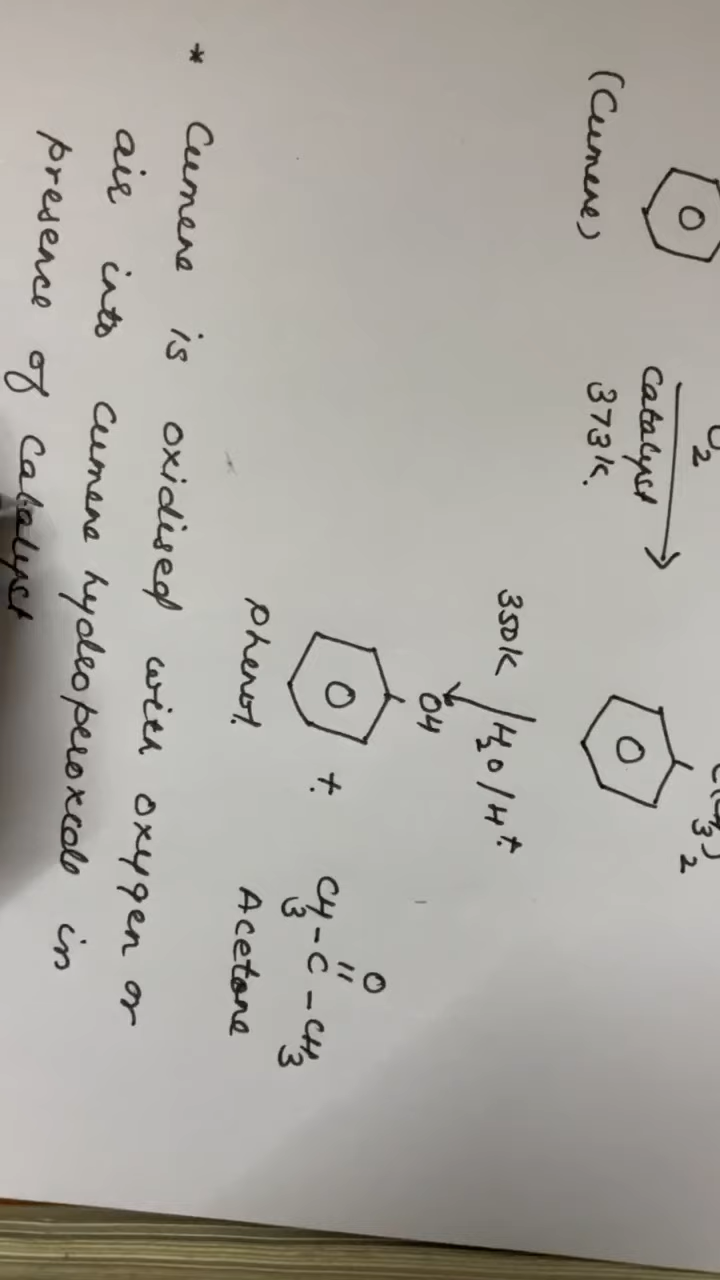 O2
C(CH3)2
Catalyst
373K.
(Cumene)
350K / H2O / H+.
OH
O
+. CH3-C-CH3
Phenol. Acetone
* Cumene is oxidised with oxygen or
air into cumene hydroperoxide in
presence of Catalyst